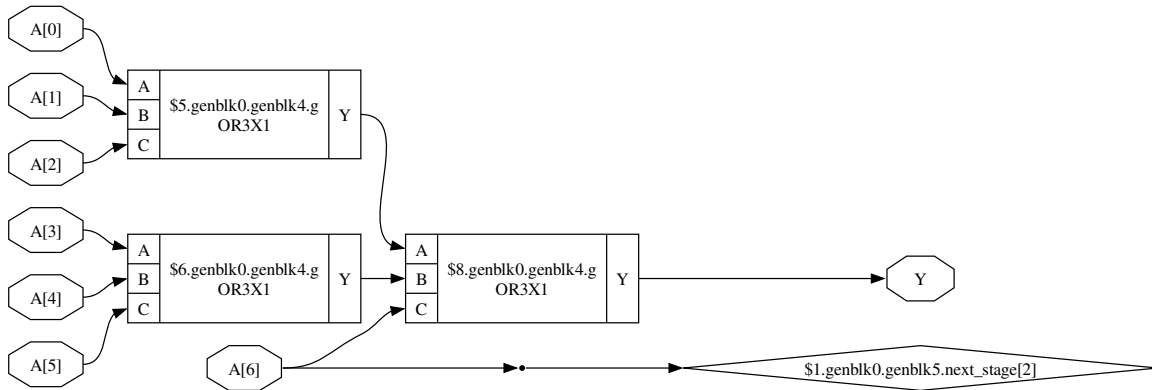 A[0]
A[1]
A[2]
A
B
C
$5.genblk0.genblk4.g
OR3X1
Y
A[3]
A[4]
A[5]
A
B
C
$6.genblk0.genblk4.g
OR3X1
Y
A
B
C
$8.genblk0.genblk4.g
OR3X1
Y
Y
A[6]
$1.genblk0.genblk5.next_stage[2]